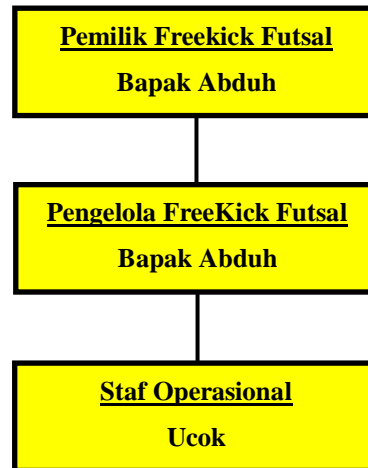 Pemilik Freekick Futsal
Bapak Abduh
Pengelola FreeKick Futsal
Bapak Abduh
Staf Operasional
Ucok